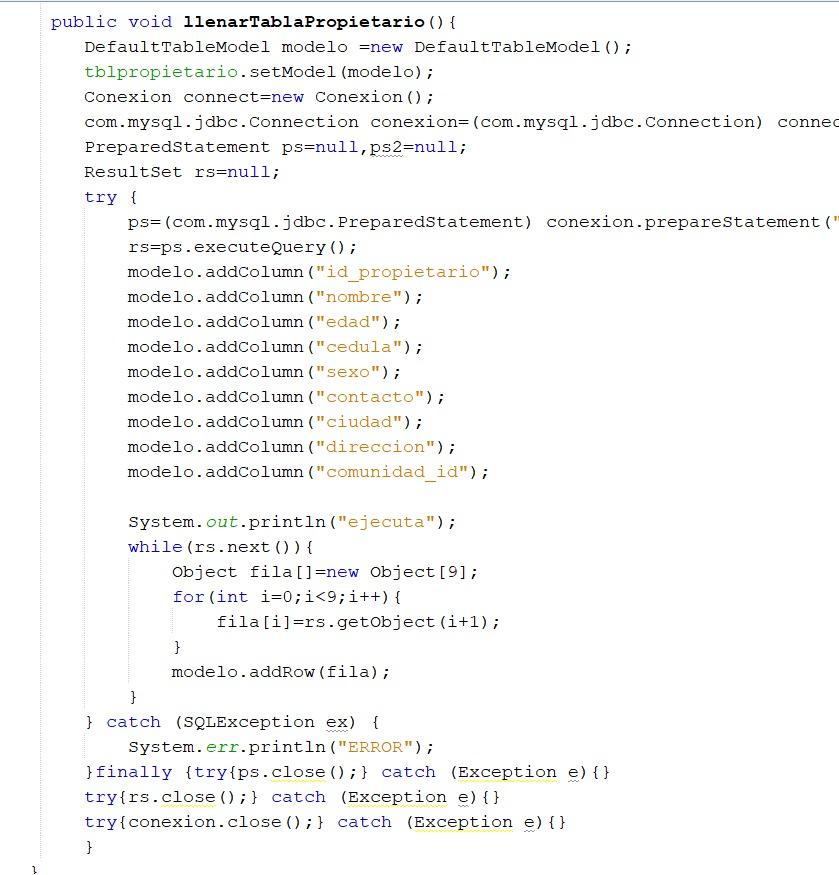 public void llenarTablaPropietario(){
DefaultTableModel modelo =new DefaultTableModel();
tblpropietario.setModel(modelo);
Conexion connect=new Conexion();
com.mysql.jdbc.Connection conexion=(com.mysql.jdbc.Connection)
PreparedStatement ps=null,ps2=null;
ResultSet rs=null;
try {
ps=(com.mysql.jdbc.PreparedStatement) conexion.prepareStatement("
rs=ps.executeQuery();
modelo.addColumn("id_propietario");
modelo.addColumn("nombre");
modelo.addColumn("edad");
modelo.addColumn("cedula");
modelo.addColumn("sexo");
modelo.addColumn("contacto");
modelo.addColumn("ciudad");
modelo.addColumn("direccion");
modelo.addColumn("comunidad_id");
System.out.println("ejecuta");
while(rs.next()){
Object fila[]=new Object[9];
for(int i=0;i<9;i++){
fila[i]=rs.getObject(i+1);
}
modelo.addRow(fila);
}
} catch (SQLException ex) {
System.err.println("ERROR");
}finally {try{ps.close();} catch (Exception e){}
try{rs.close();} catch (Exception e){}
try{conexion.close();} catch (Exception e){}
}
}